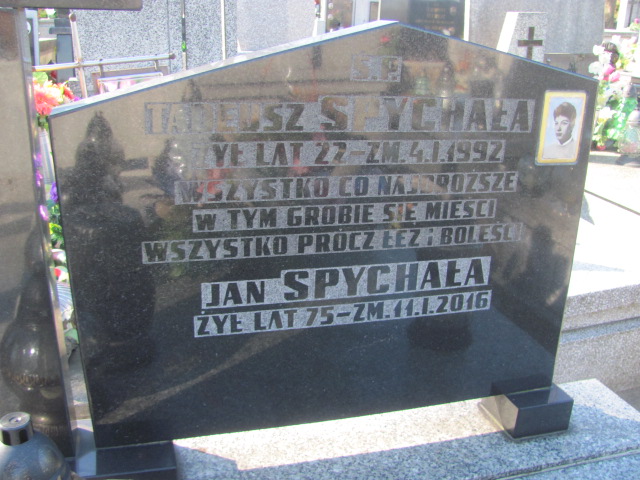 Ś.P.
TADEUSZ SPYCHAŁA
ŻYŁ LAT 22-ZM.4.I.1992
WSZYSTKO CO NAJDROŻSZE
W TYM GROBIE SIĘ MIEŚCI
WSZYSTKO PRÓCZ ŁEZ i BOLEŚCI
JAN SPYCHAŁA
ŻYŁ LAT 75-ZM.11.I.2016